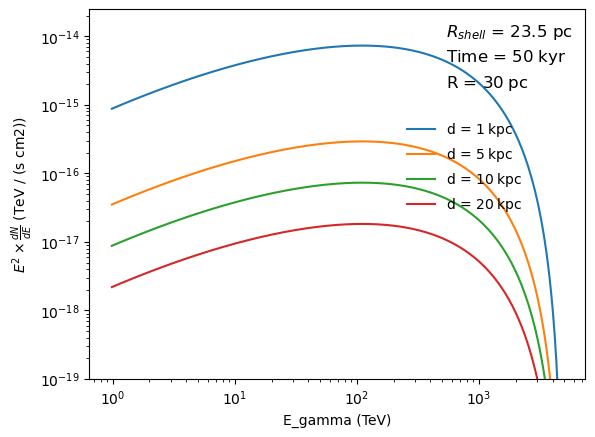 R_shell = 23.5 pc
Time = 50 kyr
R = 30 pc
d = 1 kpc
d = 5 kpc
d = 10 kpc
d = 20 kpc
10^-14
10^-15
10^-16
10^-17
10^-18
10^-19
E^2 × dN/dE (TeV / (s cm2))
10^0 10^1 10^2 10^3
E_gamma (TeV)